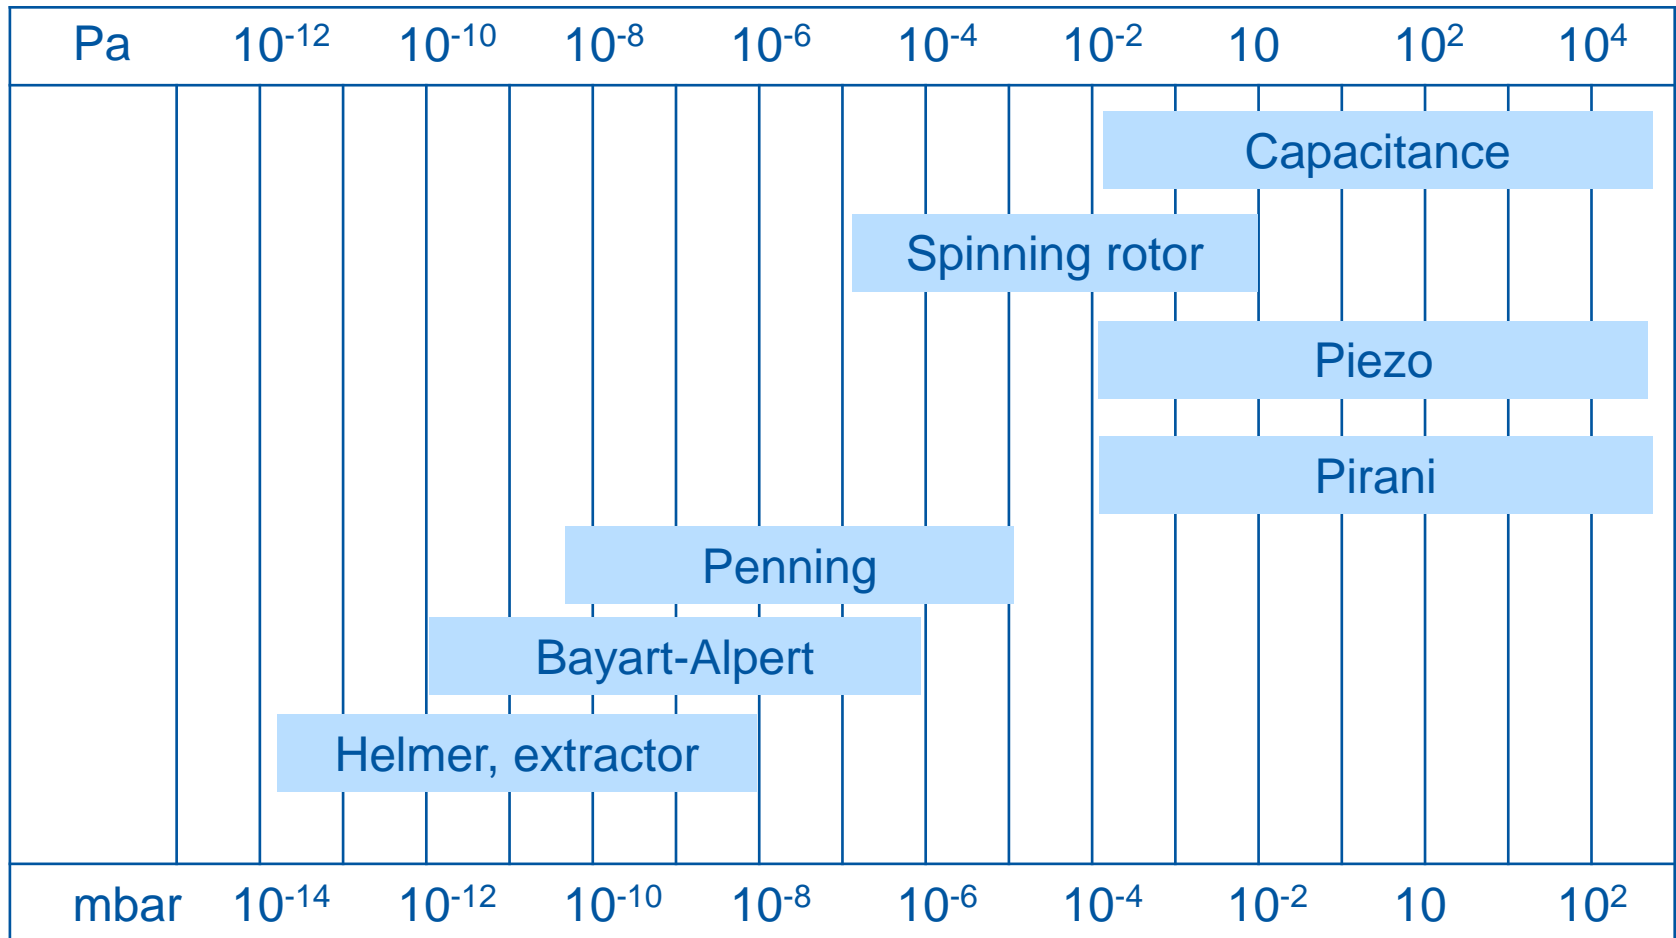 Pa 10⁻¹² 10⁻¹⁰ 10⁻⁸ 10⁻⁶ 10⁻⁴ 10⁻² 10 10² 10⁴
Capacitance
Spinning rotor
Piezo
Pirani
Penning
Bayart-Alpert
Helmer, extractor
mbar 10⁻¹⁴ 10⁻¹² 10⁻¹⁰ 10⁻⁸ 10⁻⁶ 10⁻⁴ 10⁻² 10 10²